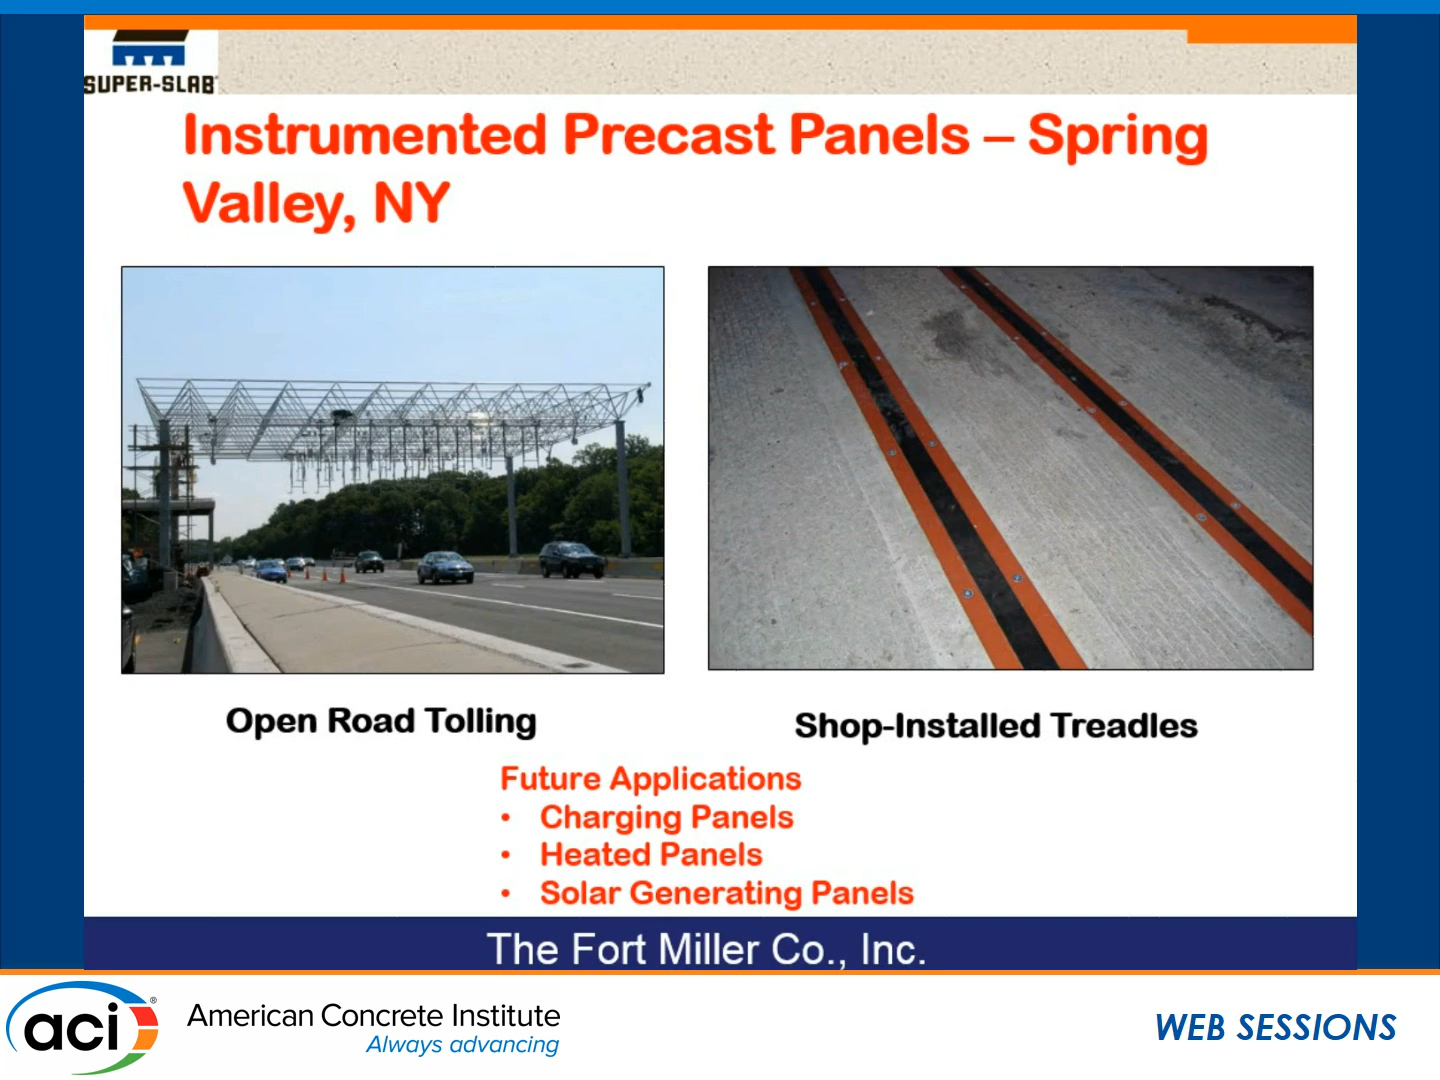 SUPER-SLAB
Instrumented Precast Panels – Spring
Valley, NY
Open Road Tolling
Shop-Installed Treadles
Future Applications
• Charging Panels
• Heated Panels
• Solar Generating Panels
The Fort Miller Co., Inc.
aci®
American Concrete Institute
Always advancing
WEB SESSIONS